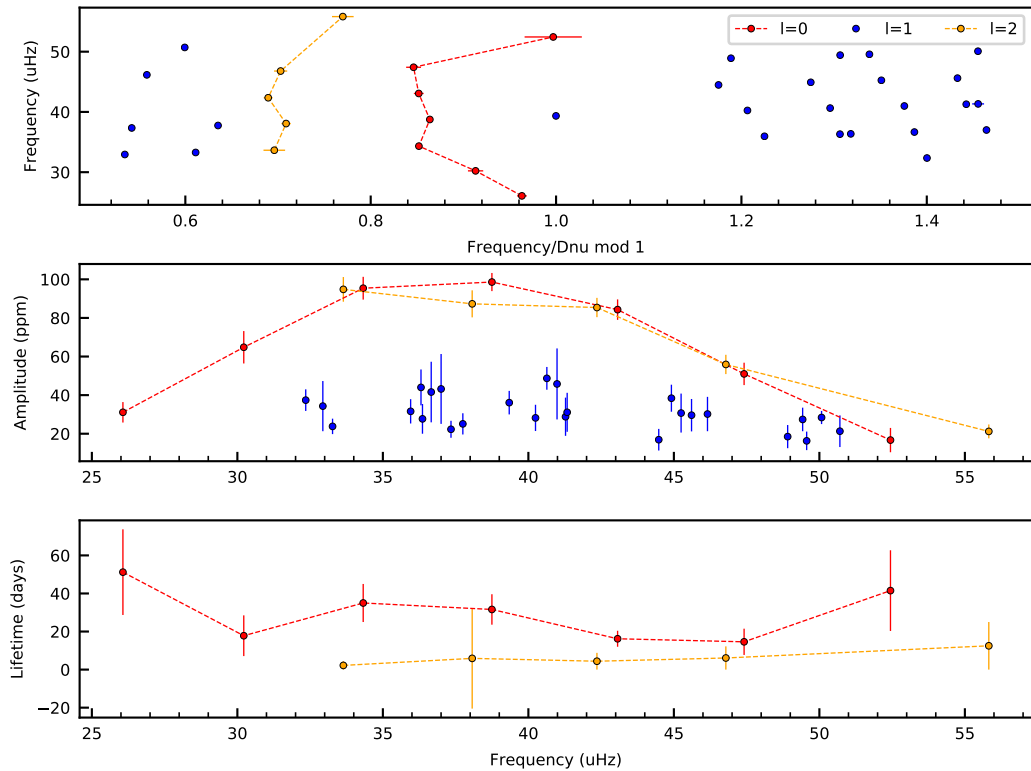 l=0 l=1 l=2
Frequency (uHz)
50
40
30
0.6 0.8 1.0 1.2 1.4
Frequency/Dnu mod 1
Amplitude (ppm)
100
80
60
40
20
25 30 35 40 45 50 55
Lifetime (days)
60
40
20
0
−20
25 30 35 40 45 50 55
Frequency (uHz)